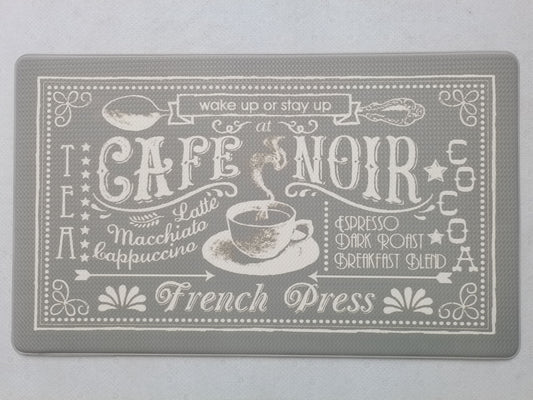 wake up or stay up
at
CAFE NOIR
TEA
Latte
Macchiato
Cappuccino
ESPRESSO
DARK ROAST
BREAKFAST BLEND
COCOA
French Press